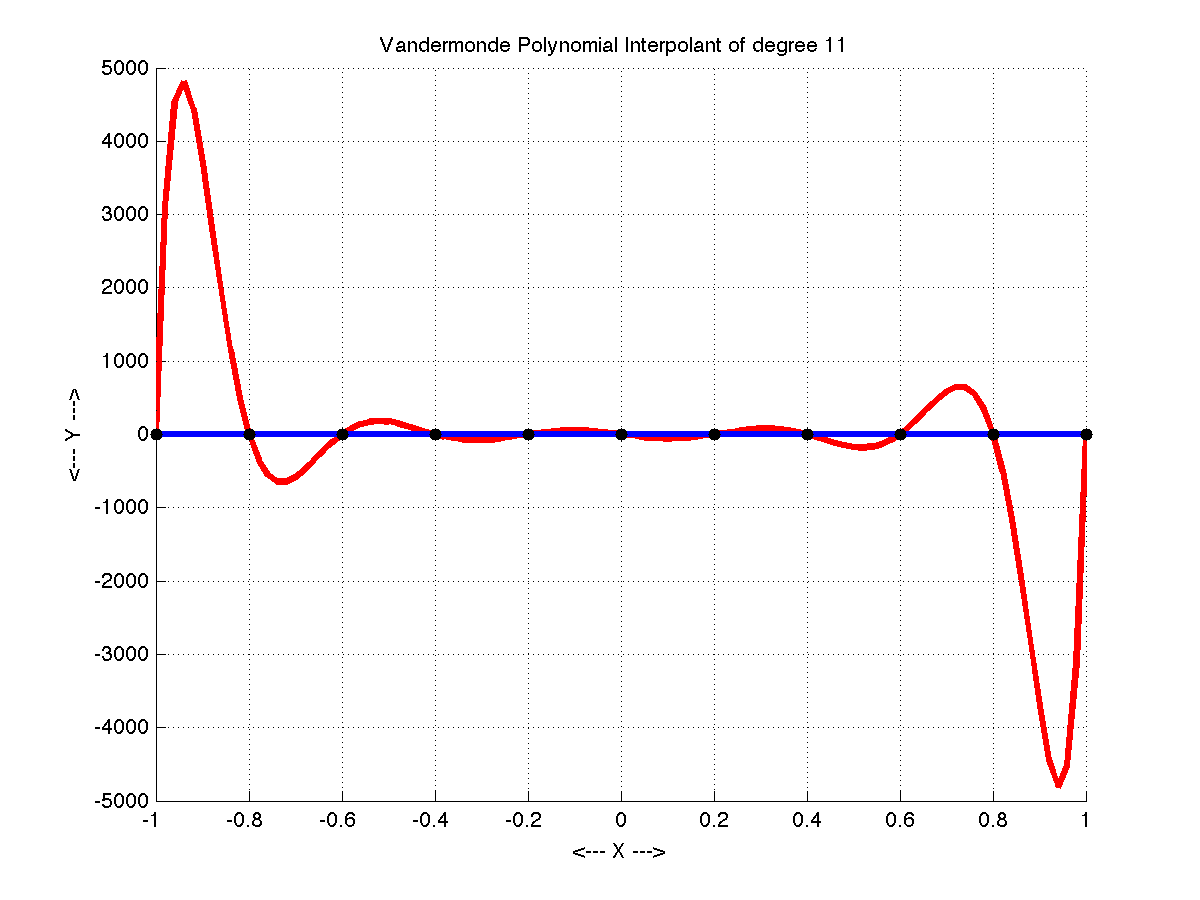 Vandermonde Polynomial Interpolant of degree 11
5000
4000
3000
2000
1000
0
-1000
-2000
-3000
-4000
-5000
<--- Y --->
-1 -0.8 -0.6 -0.4 -0.2 0 0.2 0.4 0.6 0.8 1
<--- X --->